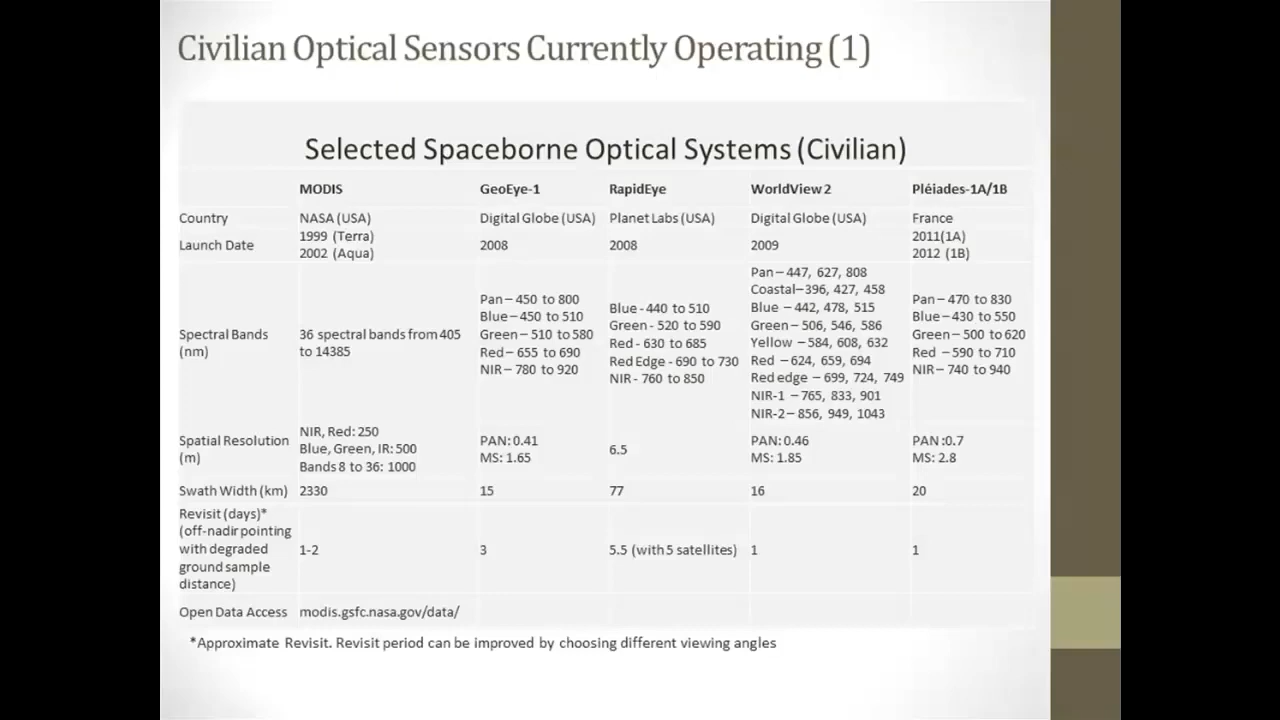 Civilian Optical Sensors Currently Operating (1)
Selected Spaceborne Optical Systems (Civilian)
MODIS GeoEye-1 RapidEye WorldView 2 Pléiades-1A/1B
Country NASA (USA) Digital Globe (USA) Planet Labs (USA) Digital Globe (USA) France
Launch Date 1999 (Terra) 2002 (Aqua) 2008 2008 2009 2011(1A) 2012 (1B)
Spectral Bands
(nm)
36 spectral bands from 405
to 14385
Pan – 450 to 800
Blue – 450 to 510
Green – 510 to 580
Red – 655 to 690
NIR – 780 to 920
Blue - 440 to 510
Green - 520 to 590
Red - 630 to 685
Red Edge - 690 to 730
NIR - 760 to 850
Pan – 447, 627, 808
Coastal–396, 427, 458
Blue – 442, 478, 515
Green – 506, 546, 586
Yellow – 584, 608, 632
Red – 624, 659, 694
Red edge – 699, 724, 749
NIR-1 – 765, 833, 901
NIR-2 – 856, 949, 1043
Pan – 470 to 830
Blue – 430 to 550
Green – 500 to 620
Red – 590 to 710
NIR – 740 to 940
Spatial Resolution
(m)
NIR, Red: 250
Blue, Green, IR: 500
Bands 8 to 36: 1000
PAN: 0.41
MS: 1.65
6.5
PAN: 0.46
MS: 1.85
PAN :0.7
MS: 2.8
Swath Width (km) 2330 15 77 16 20
Revisit (days)*
(off-nadir pointing
with degraded
ground sample
distance)
1-2 3 5.5 (with 5 satellites) 1 1
Open Data Access modis.gsfc.nasa.gov/data/
*Approximate Revisit. Revisit period can be improved by choosing different viewing angles